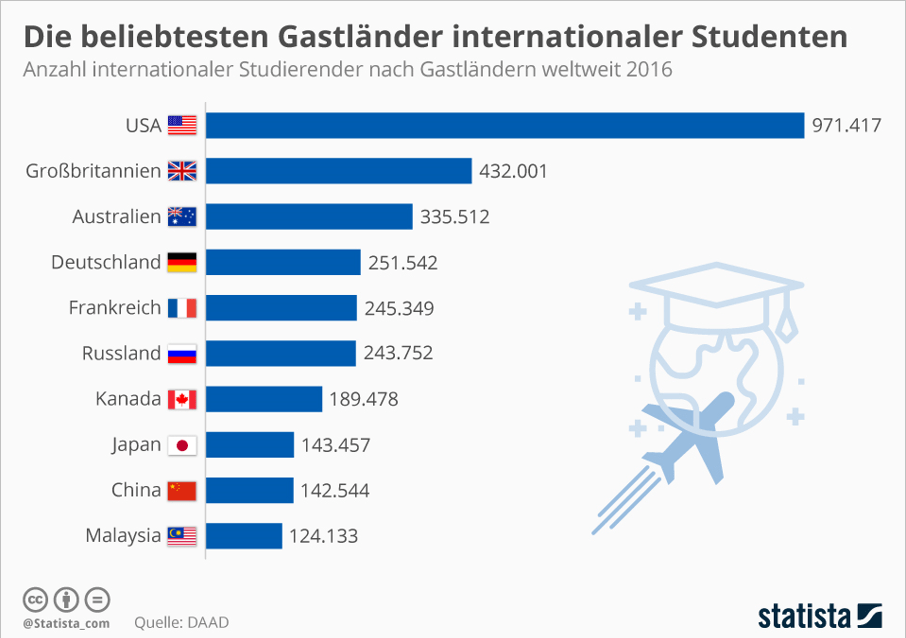 Die beliebtesten Gastländer internationaler Studenten
Anzahl internationaler Studierender nach Gastländern weltweit 2016
USA 971.417
Großbritannien 432.001
Australien 335.512
Deutschland 251.542
Frankreich 245.349
Russland 243.752
Kanada 189.478
Japan 143.457
China 142.544
Malaysia 124.133
cc
@Statista_com Quelle: DAAD
statista